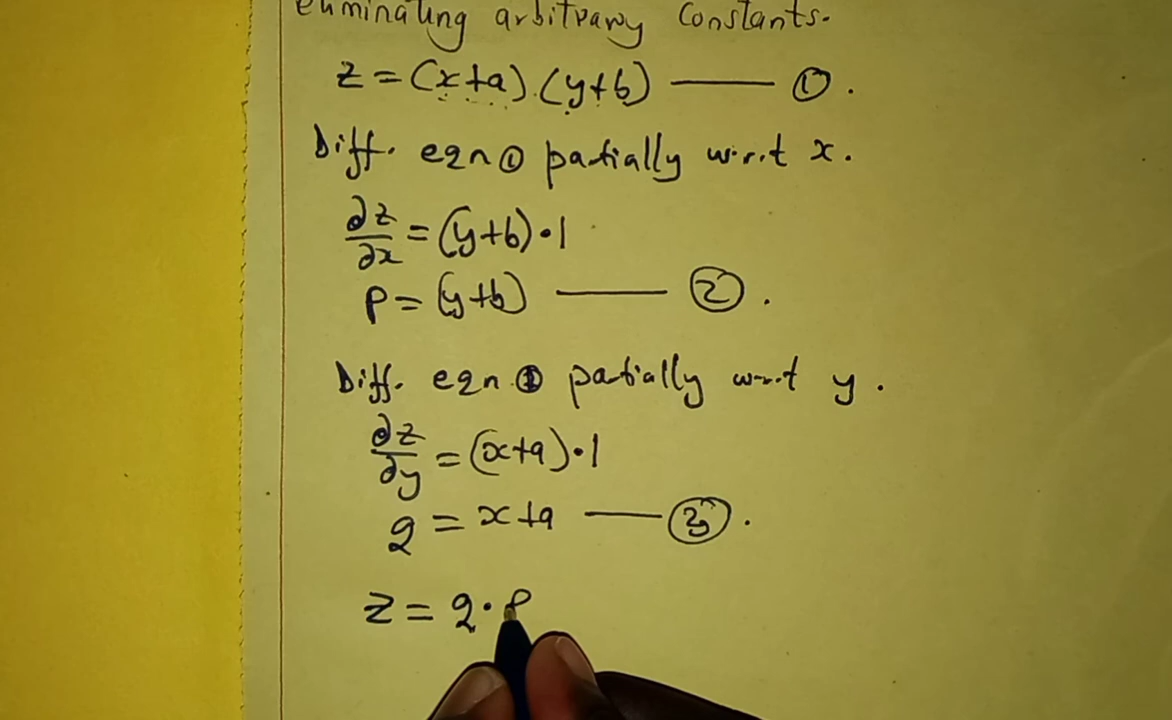 eliminating arbitrary constants.
z = (x+a).(y+b) —— ①.
Diff. eqn ① partially w.r.t x.
∂z/∂x = (y+b)•1
p = (y+b) —— ②.
Diff. eqn ① partially w.r.t y.
∂z/∂y = (x+a)•1
q = x+a —— ③.
z = q•p